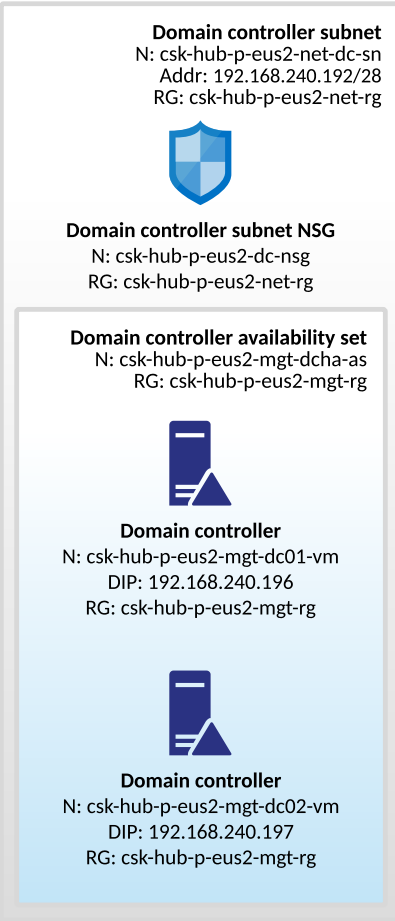 Domain controller subnet
N: csk-hub-p-eus2-net-dc-sn
Addr: 192.168.240.192/28
RG: csk-hub-p-eus2-net-rg
Domain controller subnet NSG
N: csk-hub-p-eus2-dc-nsg
RG: csk-hub-p-eus2-net-rg
Domain controller availability set
N: csk-hub-p-eus2-mgt-dcha-as
RG: csk-hub-p-eus2-mgt-rg
Domain controller
N: csk-hub-p-eus2-mgt-dc01-vm
DIP: 192.168.240.196
RG: csk-hub-p-eus2-mgt-rg
Domain controller
N: csk-hub-p-eus2-mgt-dc02-vm
DIP: 192.168.240.197
RG: csk-hub-p-eus2-mgt-rg